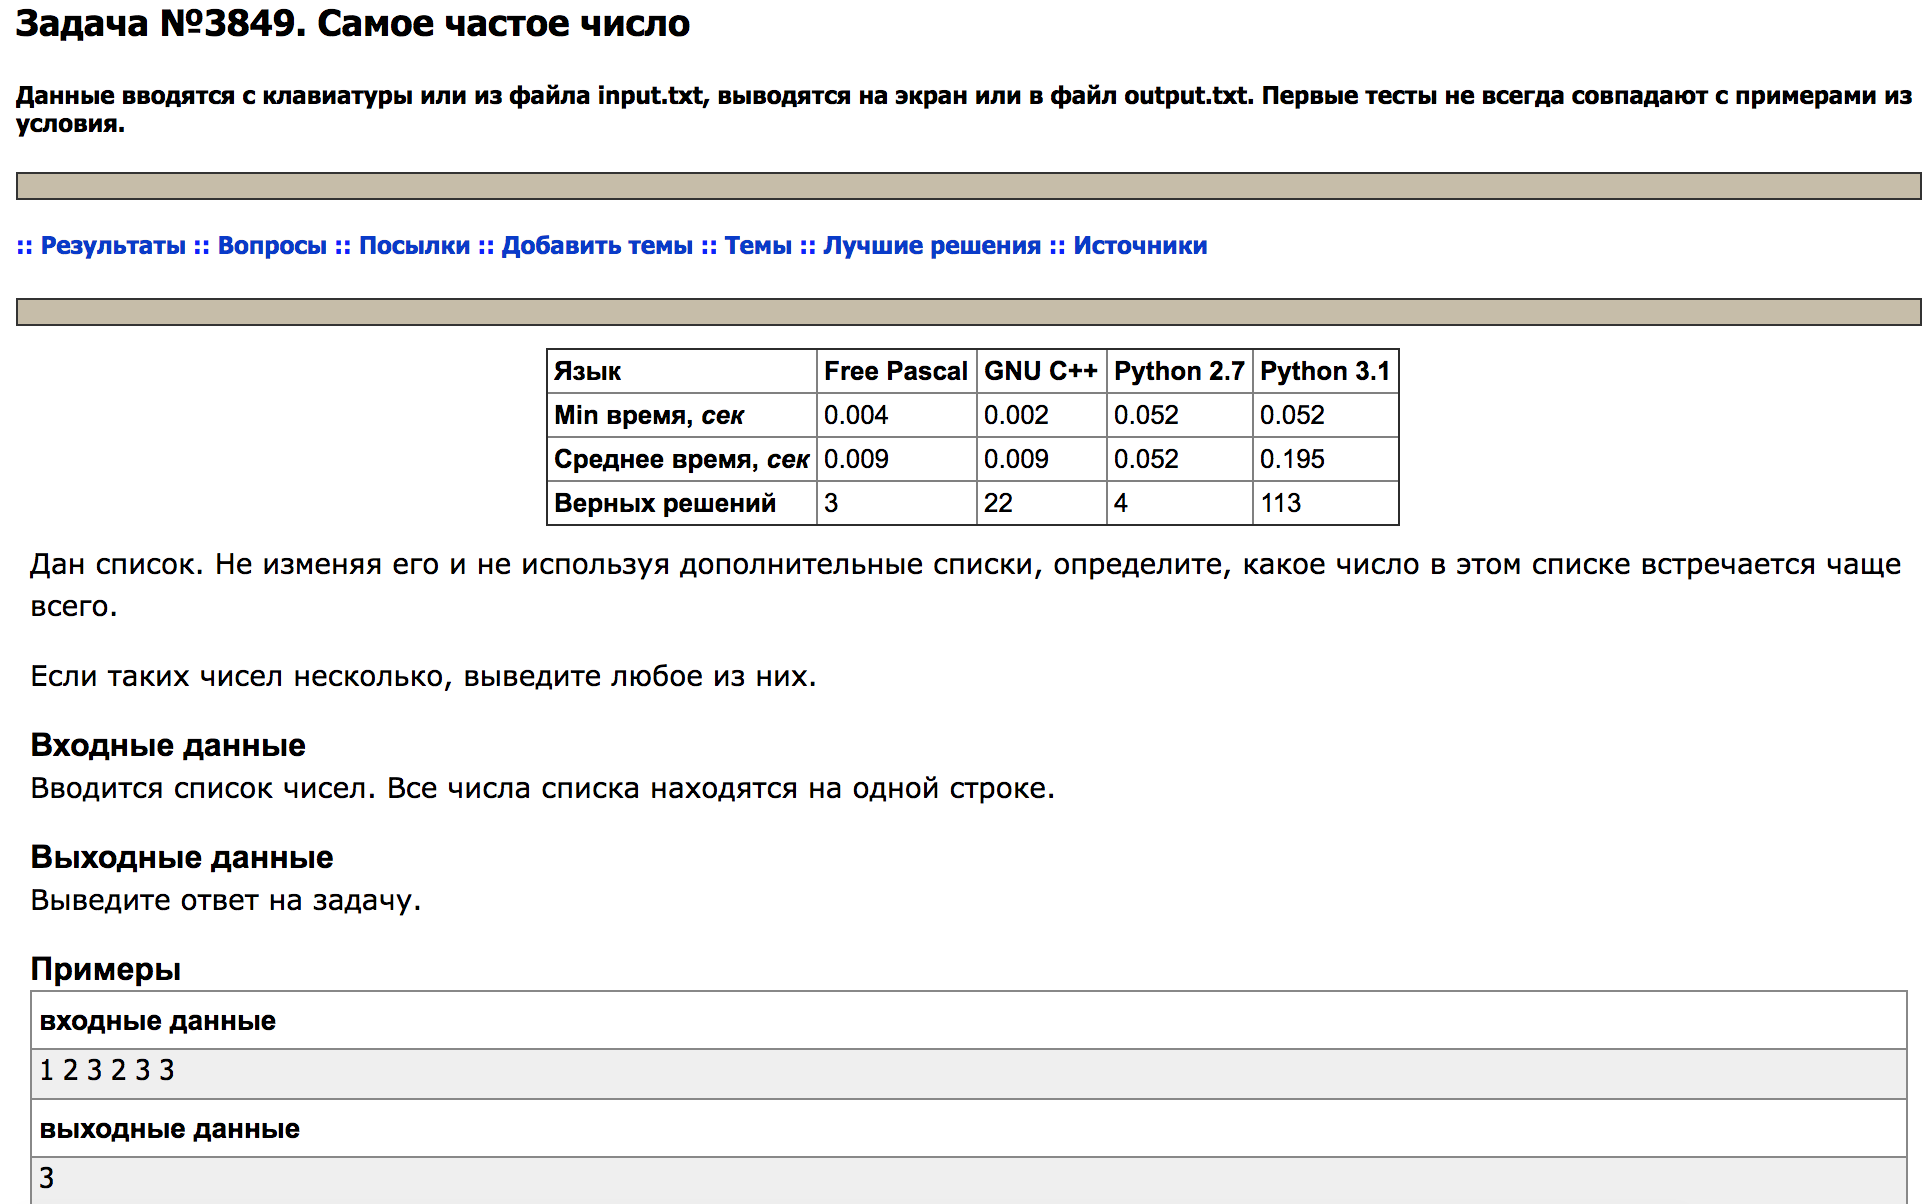 Задача №3849. Самое частое число
Данные вводятся с клавиатуры или из файла input.txt, выводятся на экран или в файл output.txt. Первые тесты не всегда совпадают с примерами из
условия.
:: Результаты :: Вопросы :: Посылки :: Добавить темы :: Темы :: Лучшие решения :: Источники
Язык Free Pascal GNU C++ Python 2.7 Python 3.1
Min время, сек 0.004 0.002 0.052 0.052
Среднее время, сек 0.009 0.009 0.052 0.195
Верных решений 3 22 4 113
Дан список. Не изменяя его и не используя дополнительные списки, определите, какое число в этом списке встречается чаще
всего.
Если таких чисел несколько, выведите любое из них.
Входные данные
Вводится список чисел. Все числа списка находятся на одной строке.
Выходные данные
Выведите ответ на задачу.
Примеры
входные данные
1 2 3 2 3 3
выходные данные
3